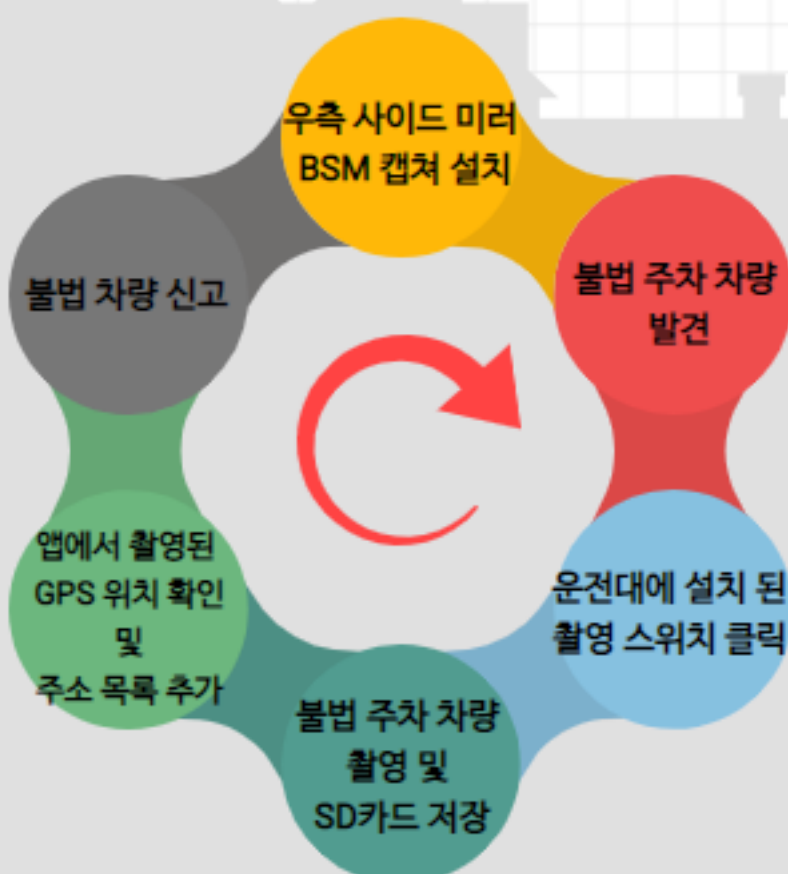 우측 사이드 미러
BSM 캡쳐 설치
불법 주차 차량
발견
운전대에 설치 된
촬영 스위치 클릭
불법 주차 차량
촬영 및
SD카드 저장
앱에서 촬영된
GPS 위치 확인
및
주소 목록 추가
불법 차량 신고